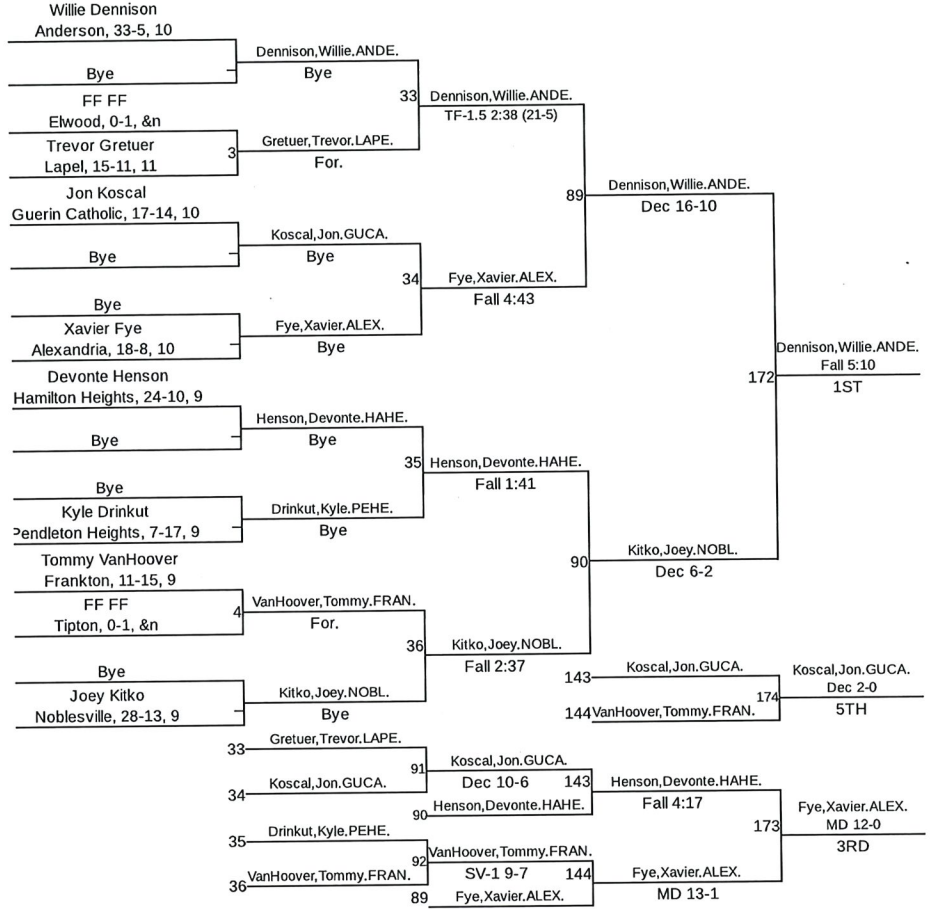 Willie Dennison
Anderson, 33-5, 10
Bye
FF FF
Elwood, 0-1, &n
Trevor Gretuer
Lapel, 15-11, 11
Jon Koscal
Guerin Catholic, 17-14, 10
Bye
Bye
Xavier Fye
Alexandria, 18-8, 10
Devonte Henson
Hamilton Heights, 24-10, 9
Bye
Bye
Kyle Drinkut
Pendleton Heights, 7-17, 9
Tommy VanHoover
Frankton, 11-15, 9
FF FF
Tipton, 0-1, &n
Bye
Joey Kitko
Noblesville, 28-13, 9
Dennison,Willie.ANDE.
Bye
3
Gretuer,Trevor.LAPE.
For.
Koscal,Jon.GUCA.
Bye
Fye,Xavier.ALEX.
Bye
Henson,Devonte.HAHE.
Bye
Drinkut,Kyle.PEHE.
Bye
4
VanHoover,Tommy.FRAN.
For.
Kitko,Joey.NOBL.
Bye
33
Dennison,Willie.ANDE.
TF-1.5 2:38 (21-5)
34
Fye,Xavier.ALEX.
Fall 4:43
35
Henson,Devonte.HAHE.
Fall 1:41
36
Kitko,Joey.NOBL.
Fall 2:37
89
Dennison,Willie.ANDE.
Dec 16-10
90
Kitko,Joey.NOBL.
Dec 6-2
172
Dennison,Willie.ANDE.
Fall 5:10
1ST
143
Koscal,Jon.GUCA.
144
VanHoover,Tommy.FRAN.
174
Koscal,Jon.GUCA.
Dec 2-0
5TH
33
Gretuer,Trevor.LAPE.
34
Koscal,Jon.GUCA.
35
Drinkut,Kyle.PEHE.
36
VanHoover,Tommy.FRAN.
91
Koscal,Jon.GUCA.
Dec 10-6
90
Henson,Devonte.HAHE.
92
VanHoover,Tommy.FRAN.
SV-1 9-7
89
Fye,Xavier.ALEX.
143
Henson,Devonte.HAHE.
Fall 4:17
144
Fye,Xavier.ALEX.
MD 13-1
173
Fye,Xavier.ALEX.
MD 12-0
3RD